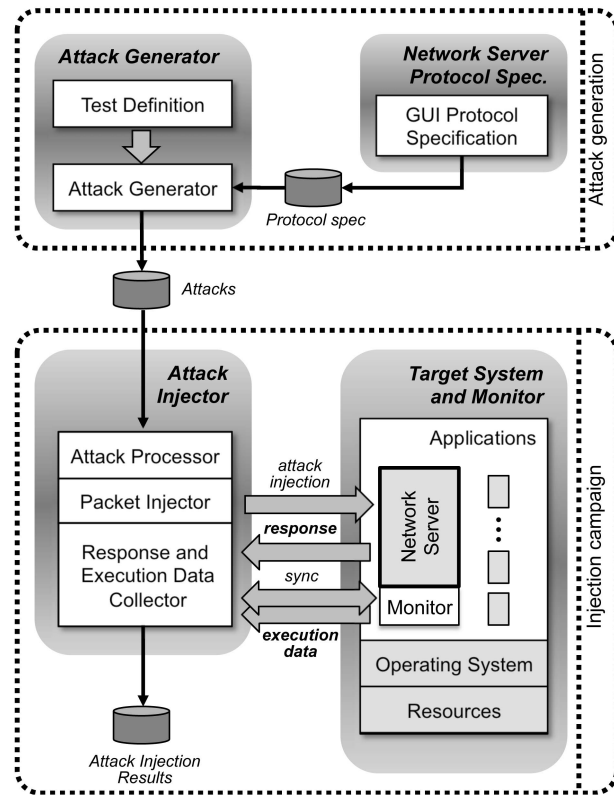 Attack Generator
Test Definition
Attack Generator
Network Server
Protocol Spec.
GUI Protocol
Specification
Protocol spec
Attack generation
Attacks
Attack
Injector
Attack Processor
Packet Injector
Response and
Execution Data
Collector
attack
injection
response
sync
execution
data
Target System
and Monitor
Applications
Network
Server
Monitor
Operating System
Resources
Injection campaign
Attack Injection
Results